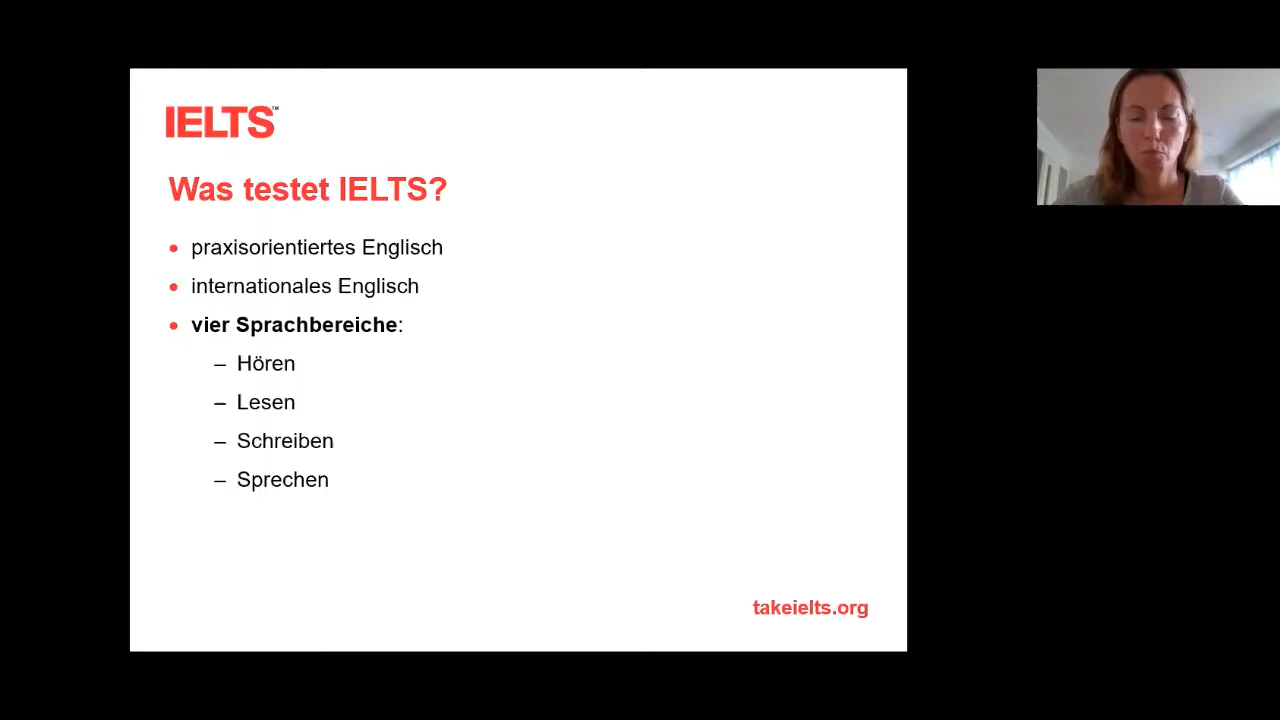 IELTS™
Was testet IELTS?
• praxisorientiertes Englisch
• internationales Englisch
• vier Sprachbereiche:
– Hören
– Lesen
– Schreiben
– Sprechen
takeielts.org